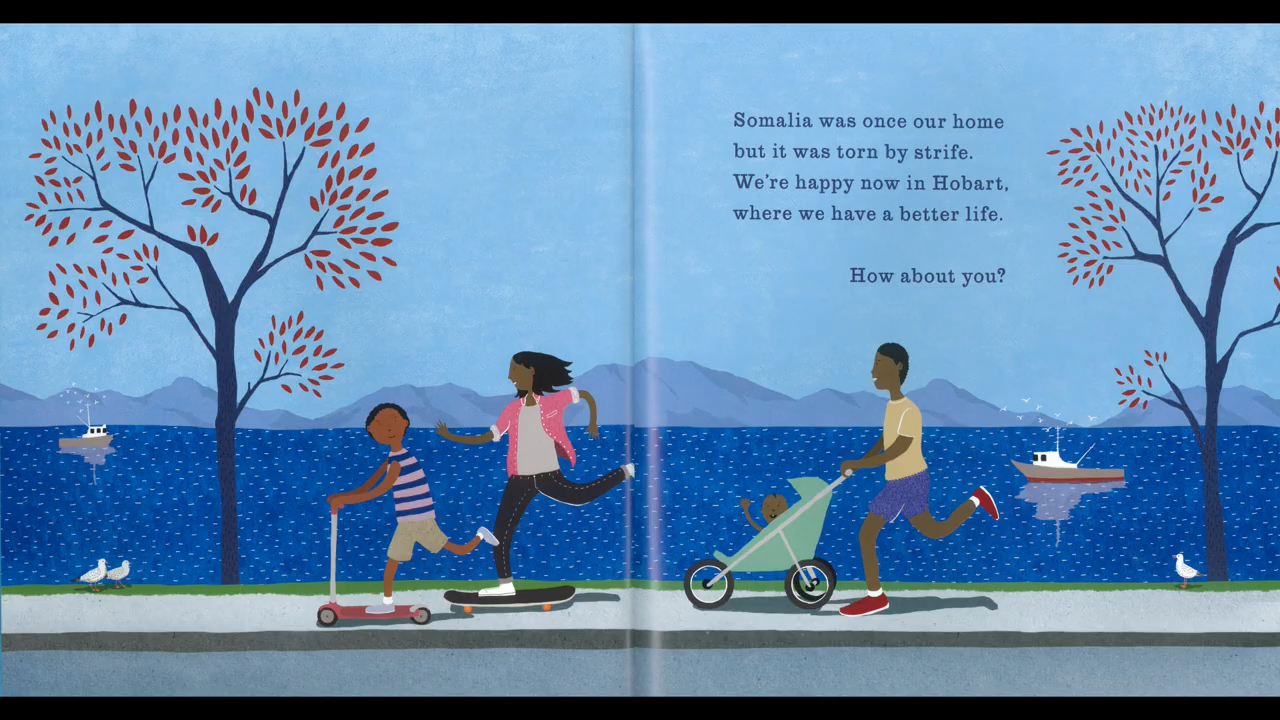 Somalia was once our home
but it was torn by strife.
We're happy now in Hobart,
where we have a better life.
How about you?